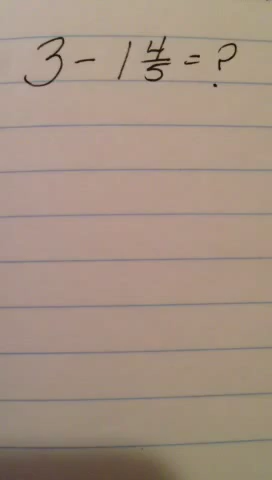 3 - 1 4/5 = ?